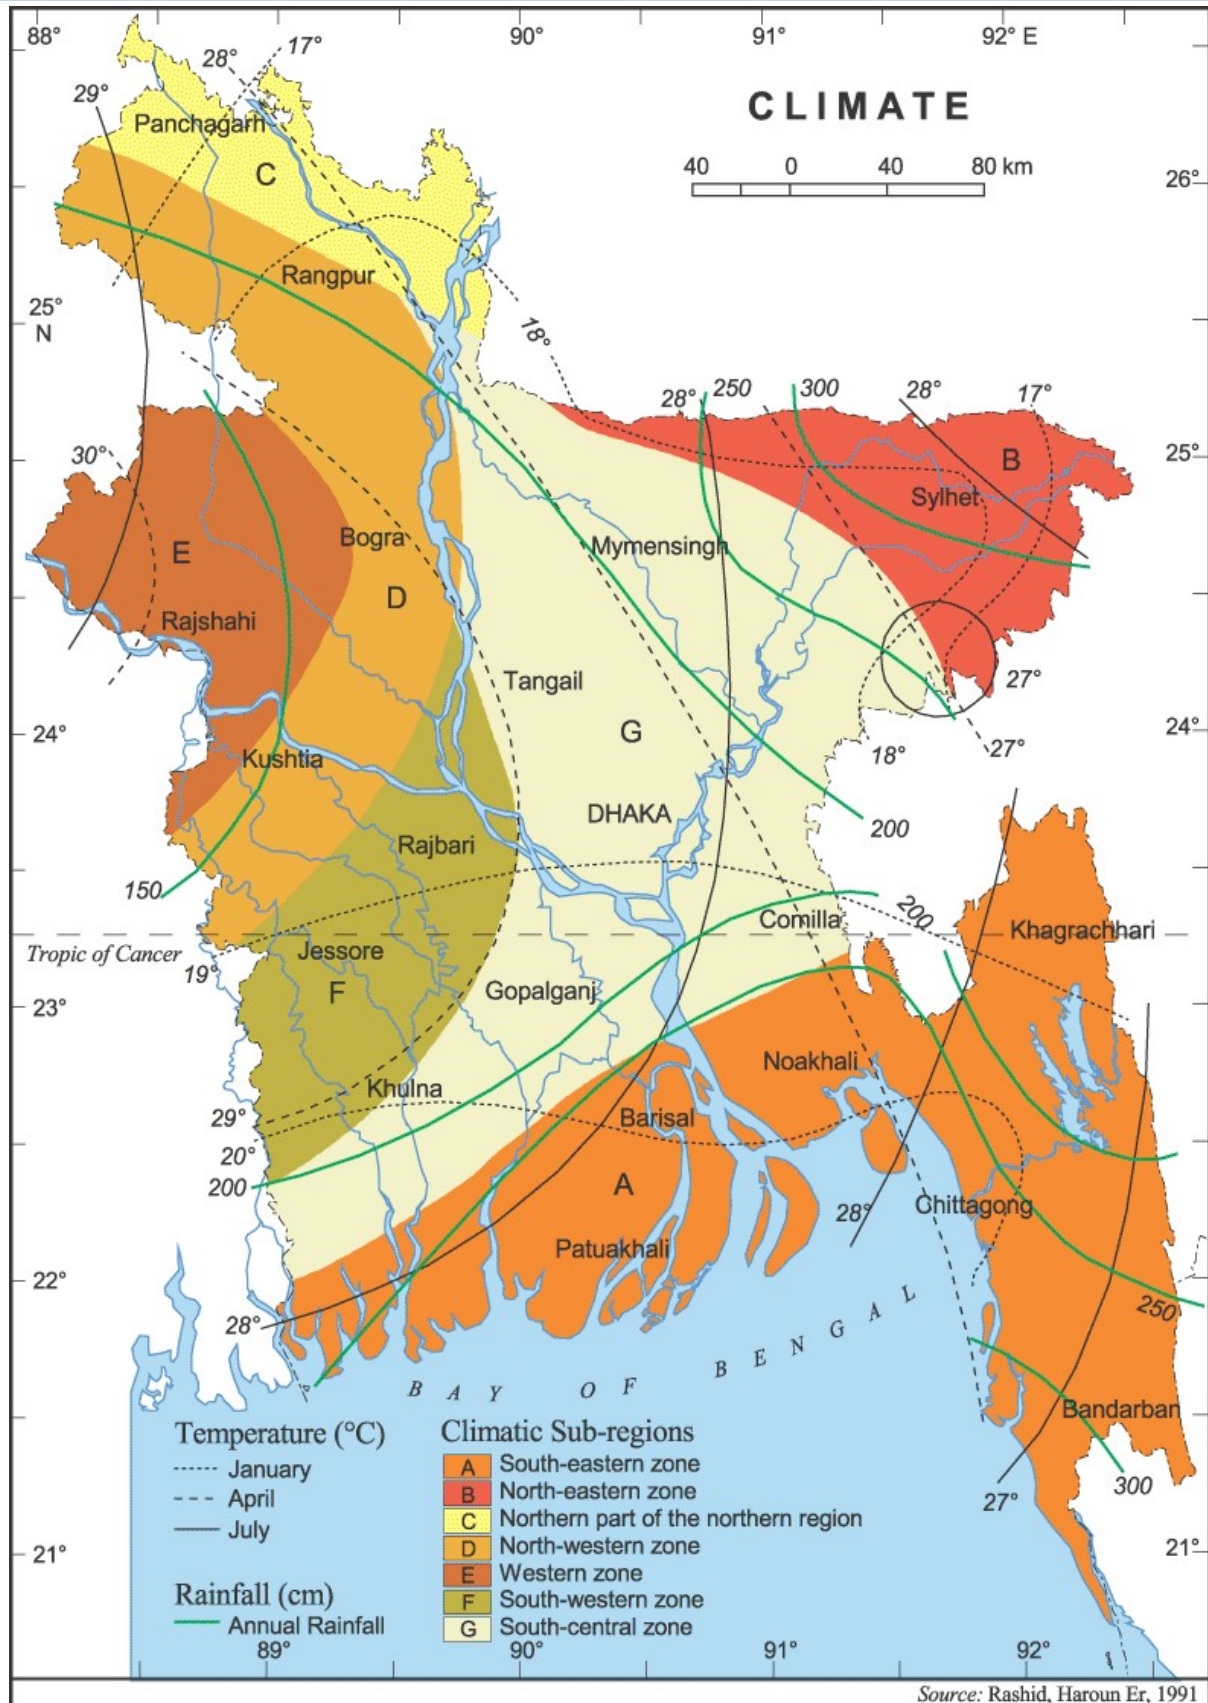 88°
90°
91°
92° E
17°
28°
29°
CLIMATE
Panchagarh
C
40 0 40 80 km
26°
Rangpur
25°
N
18°
28°
250
300
28°
17°
30°
B
25°
Sylhet
Bogra
Mymensingh
E
D
Rajshahi
Tangail
27°
G
24°
Kushtia
18°
27°
24°
DHAKA
200
Rajbari
150
Comilla
200
Khagrachhari
Tropic of Cancer
Jessore
19°
F
Gopalganj
23°
23°
Noakhali
Khulna
29°
Barisal
20°
200
A
28°
Chittagong
Patuakhali
22°
22°
28°
250
BAY OF BENGAL
Bandarban
27°
300
Temperature (°C)
January
April
July
Rainfall (cm)
Annual Rainfall
Climatic Sub-regions
A South-eastern zone
B North-eastern zone
C Northern part of the northern region
D North-western zone
E Western zone
F South-western zone
G South-central zone
21°
21°
89°
90°
91°
92°
Source: Rashid, Haroun Er, 1991